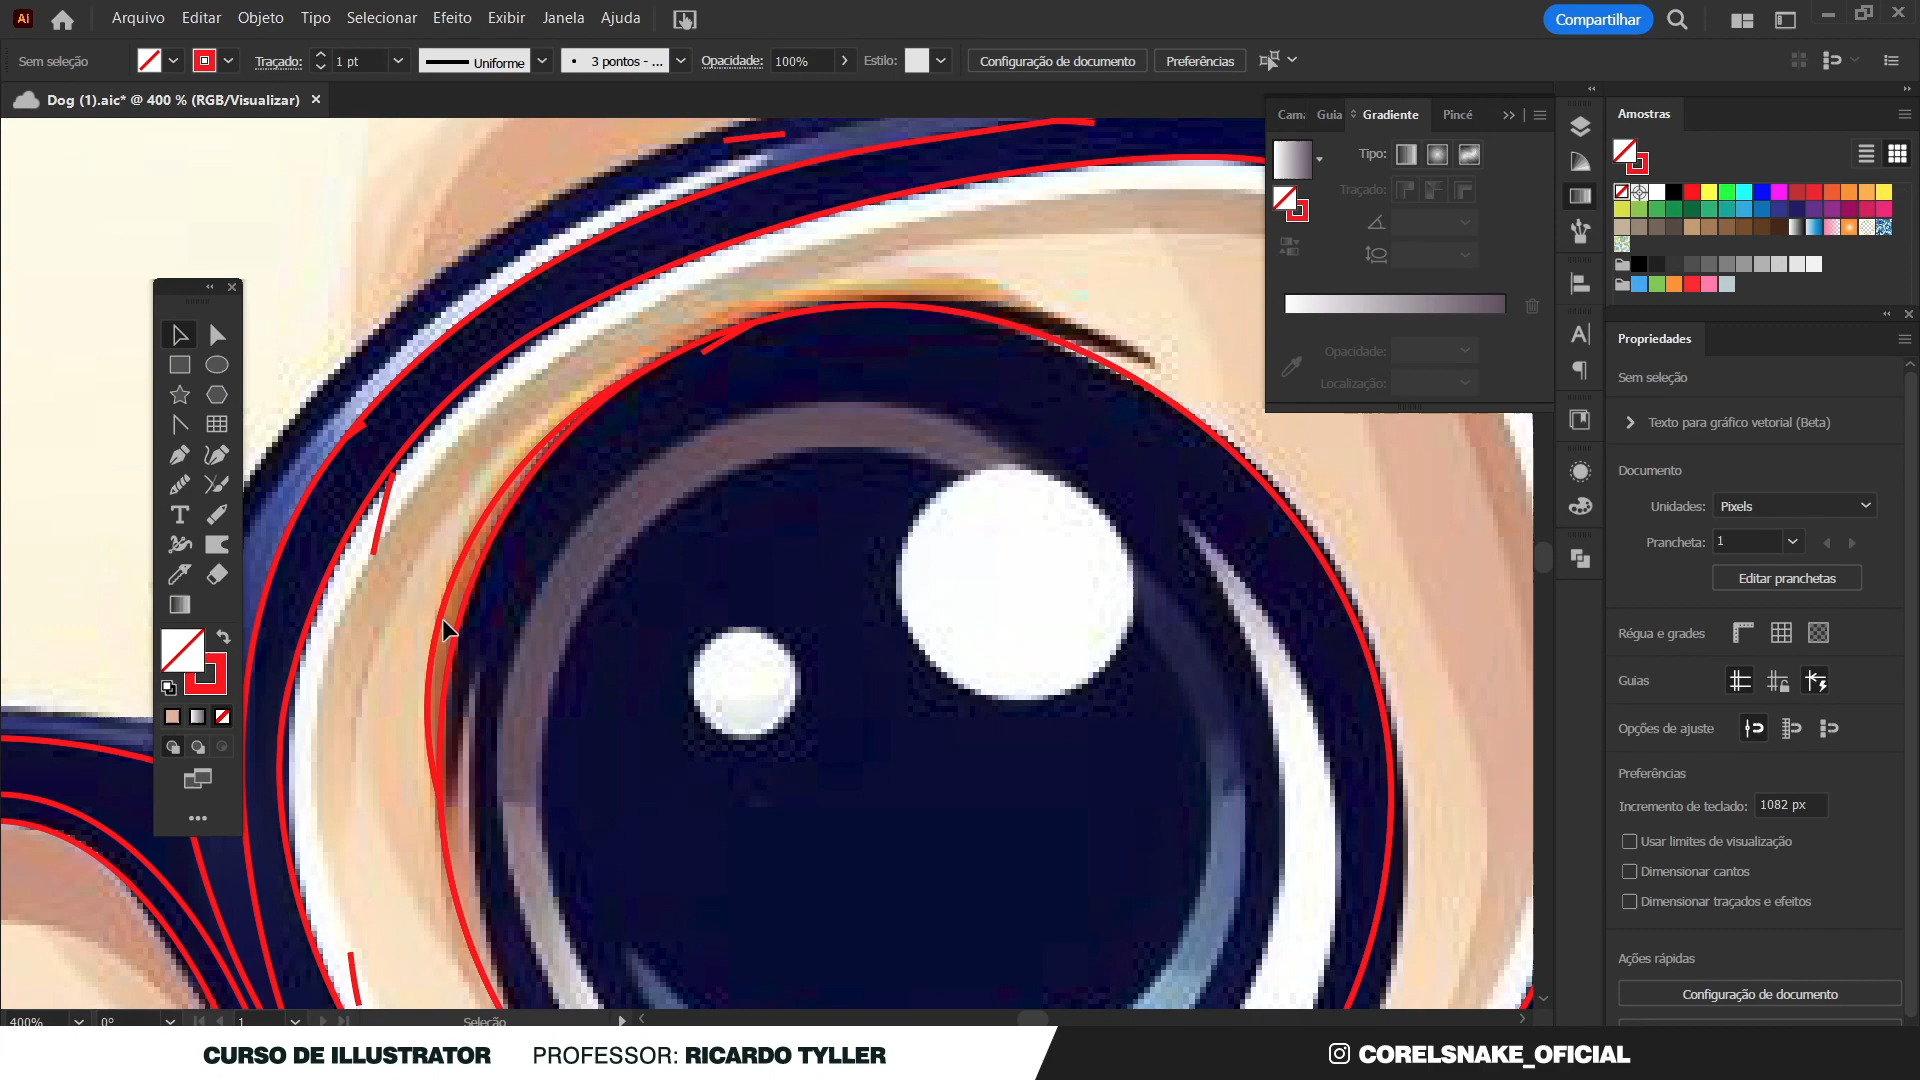 Ai
Arquivo
Editar
Objeto
Tipo
Selecionar
Efeito
Exibir
Janela
Ajuda
Compartilhar
Sem seleção
Traçado:
1 pt
Uniforme
3 pontos - ...
Opacidade:
100%
Estilo:
Configuração de documento
Preferências
Dog (1).aic* @ 400 % (RGB/Visualizar)
Cama
Guia
Gradiente
Pincé
Tipo:
Traçado:
Opacidade:
Localização:
Amostras
Propriedades
Sem seleção
Texto para gráfico vetorial (Beta)
Documento
Unidades:
Pixels
Prancheta:
1
Editar pranchetas
Régua e grades
Guias
Opções de ajuste
Preferências
Incremento de teclado:
1082 px
Usar limites de visualização
Dimensionar cantos
Dimensionar traçados e efeitos
Ações rápidas
Configuração de documento
400%
0°
1
Seleção
CURSO DE ILLUSTRATOR
PROFESSOR: RICARDO TYLLER
CORELSNAKE_OFICIAL